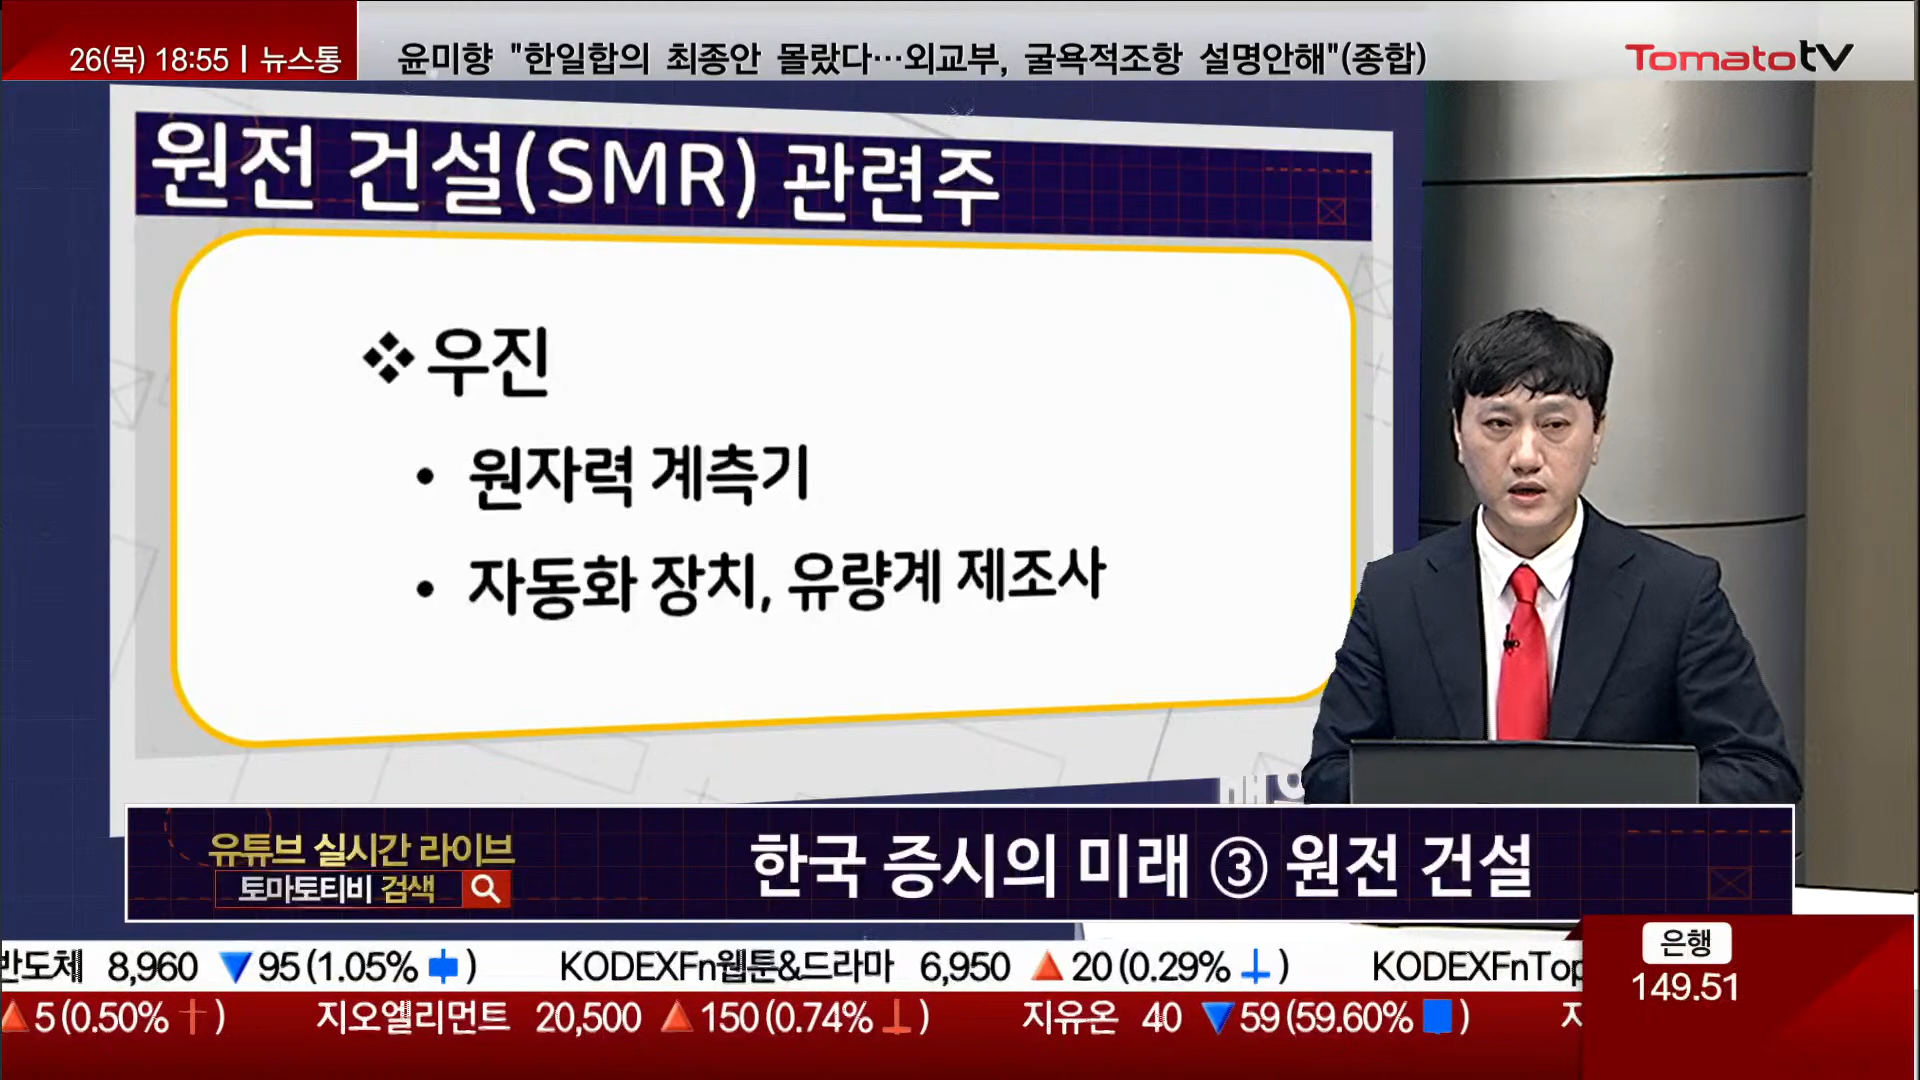 26(목) 18:55 | 뉴스통
윤미향 "한일합의 최종안 몰랐다…외교부, 굴욕적조항 설명안해"(종합)
Tomatotv
원전 건설(SMR) 관련주
❖ 우진
• 원자력 계측기
• 자동화 장치, 유량계 제조사
유튜브 실시간 라이브
토마토티비 검색
한국 증시의 미래 ③ 원전 건설
반도체 8,960 ▼95(1.05% ) KODEXFn웹툰&드라마 6,950 ▲20(0.29% ) KODEXFnTop
▲5(0.50% ) 지오엘리먼트 20,500 ▲150(0.74% ) 지유온 40 ▼59(59.60% )
은행
149.51